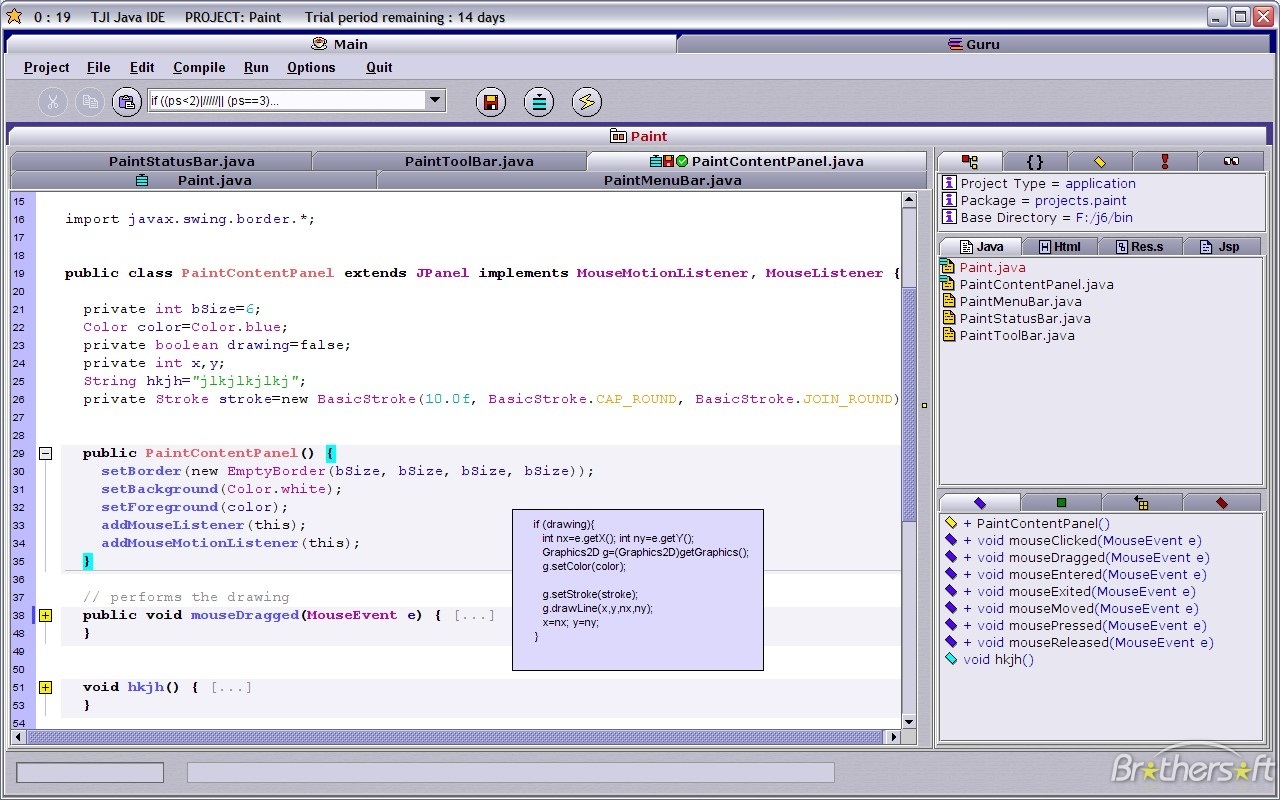 0 : 19 TJI Java IDE PROJECT: Paint Trial period remaining : 14 days
Main
Guru
Project File Edit Compile Run Options Quit
if ((ps<2)|//////|| (ps==3)...
Paint
PaintStatusBar.java PaintToolBar.java PaintContentPanel.java
Paint.java PaintMenuBar.java
15
16 import javax.swing.border.*;
17
18
19 public class PaintContentPanel extends JPanel implements MouseMotionListener, MouseListener {
20
21 private int bSize=6;
22 Color color=Color.blue;
23 private boolean drawing=false;
24 private int x,y;
25 String hkjh="jlkjlkjlkj";
26 private Stroke stroke=new BasicStroke(10.0f, BasicStroke.CAP_ROUND, BasicStroke.JOIN_ROUND)
27
28
29 public PaintContentPanel() {
30 setBorder(new EmptyBorder(bSize, bSize, bSize, bSize));
31 setBackground(Color.white);
32 setForeground(color);
33 addMouseListener(this);
34 addMouseMotionListener(this);
35 }
36
37 // performs the drawing
38 public void mouseDragged(MouseEvent e) { [...]
48 }
49
50
51 void hkjh() { [...]
53 }
54
if (drawing){
int nx=e.getX(); int ny=e.getY();
Graphics2D g=(Graphics2D)getGraphics();
g.setColor(color);
g.setStroke(stroke);
g.drawLine(x,y,nx,ny);
x=nx; y=ny;
}
{ }
Project Type = application
Package = projects.paint
Base Directory = F:/j6/bin
Java Html Res.s Jsp
Paint.java
PaintContentPanel.java
PaintMenuBar.java
PaintStatusBar.java
PaintToolBar.java
+ PaintContentPanel()
+ void mouseClicked(MouseEvent e)
+ void mouseDragged(MouseEvent e)
+ void mouseEntered(MouseEvent e)
+ void mouseExited(MouseEvent e)
+ void mouseMoved(MouseEvent e)
+ void mousePressed(MouseEvent e)
+ void mouseReleased(MouseEvent e)
void hkjh()
Brothersoft